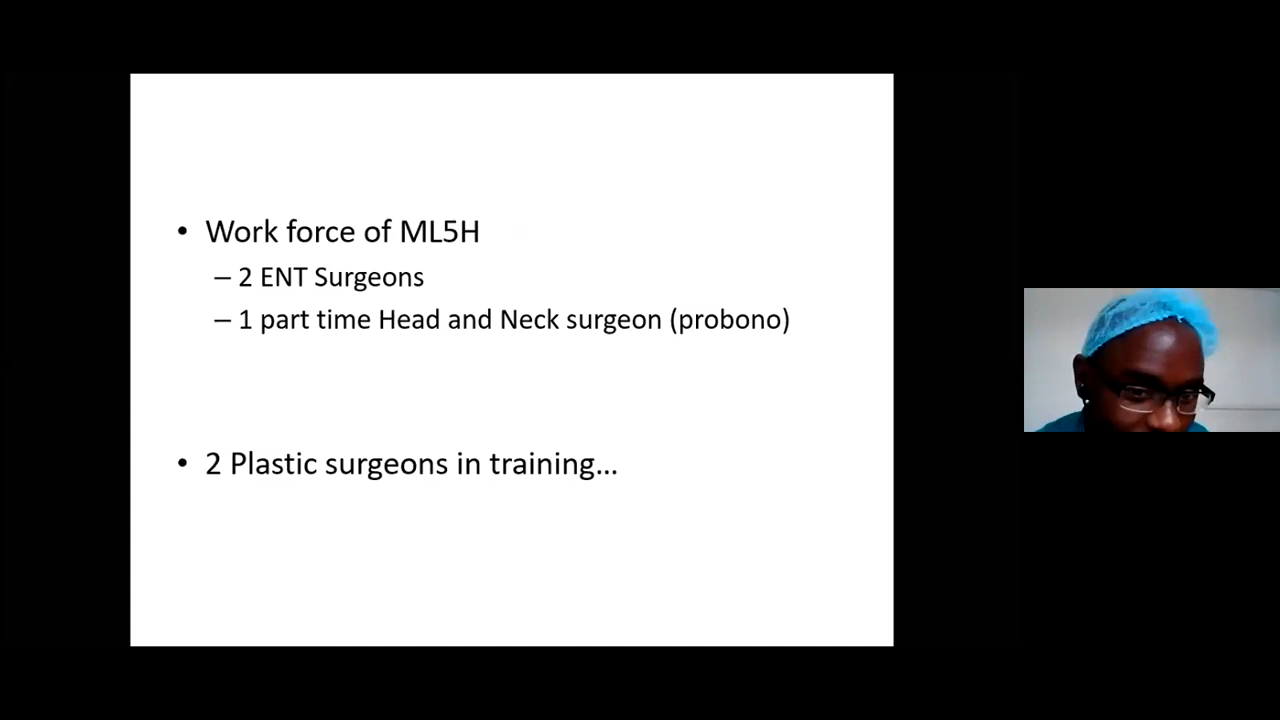 • Work force of ML5H
– 2 ENT Surgeons
– 1 part time Head and Neck surgeon (probono)
• 2 Plastic surgeons in training...